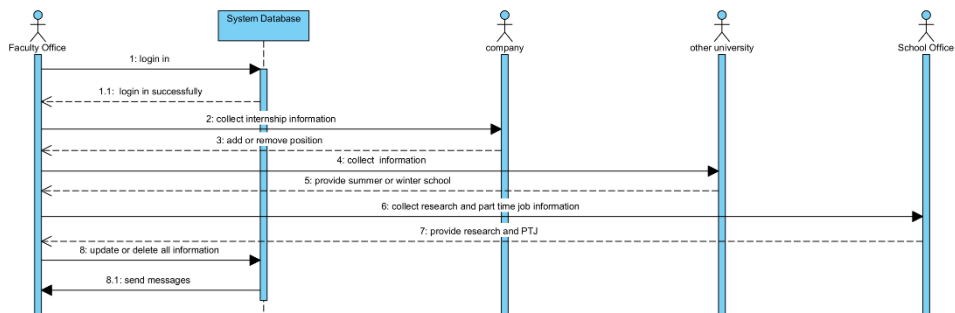 System Database
Faculty Office
company
other university
School Office
1: login in
1.1:  login in successfully
2: collect internship information
3: add or remove position
4: collect  information
5: provide summer or winter school
6: collect research and part time job information
7: provide research and PTJ
8: update or delete all information
8.1: send messages